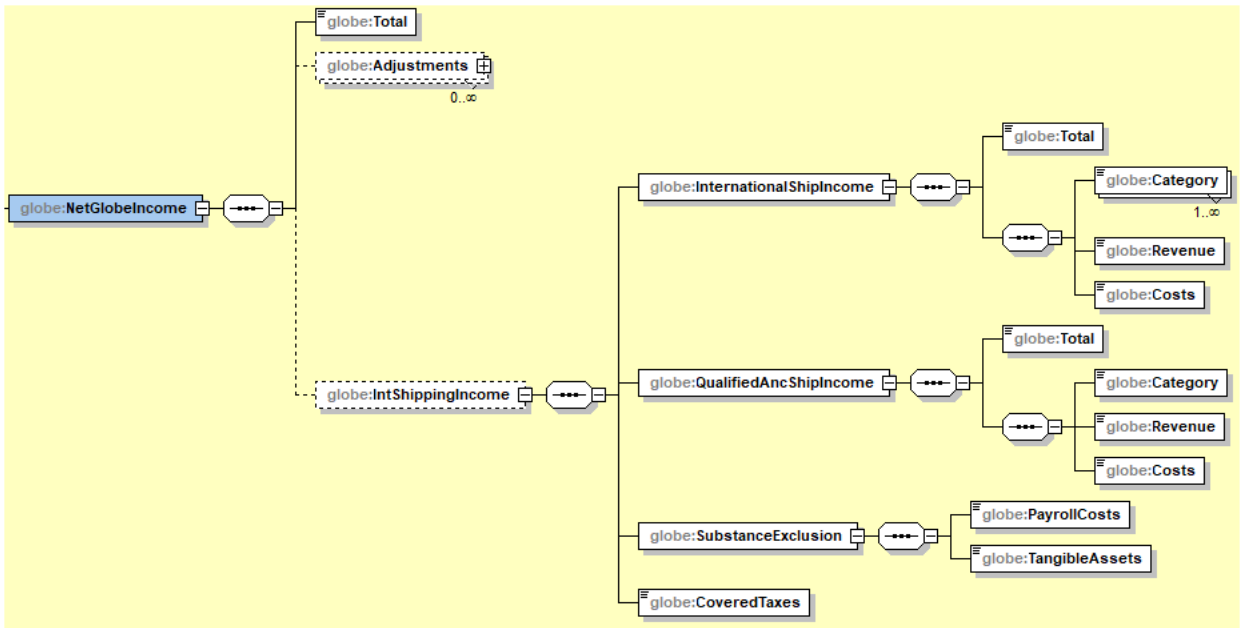 globe:Total
globe:Adjustments
0..∞
globe:NetGlobeIncome
globe:IntShippingIncome
globe:InternationalShipIncome
globe:Total
globe:Category
1..∞
globe:Revenue
globe:Costs
globe:QualifiedAncShipIncome
globe:Total
globe:Category
globe:Revenue
globe:Costs
globe:SubstanceExclusion
globe:PayrollCosts
globe:TangibleAssets
globe:CoveredTaxes